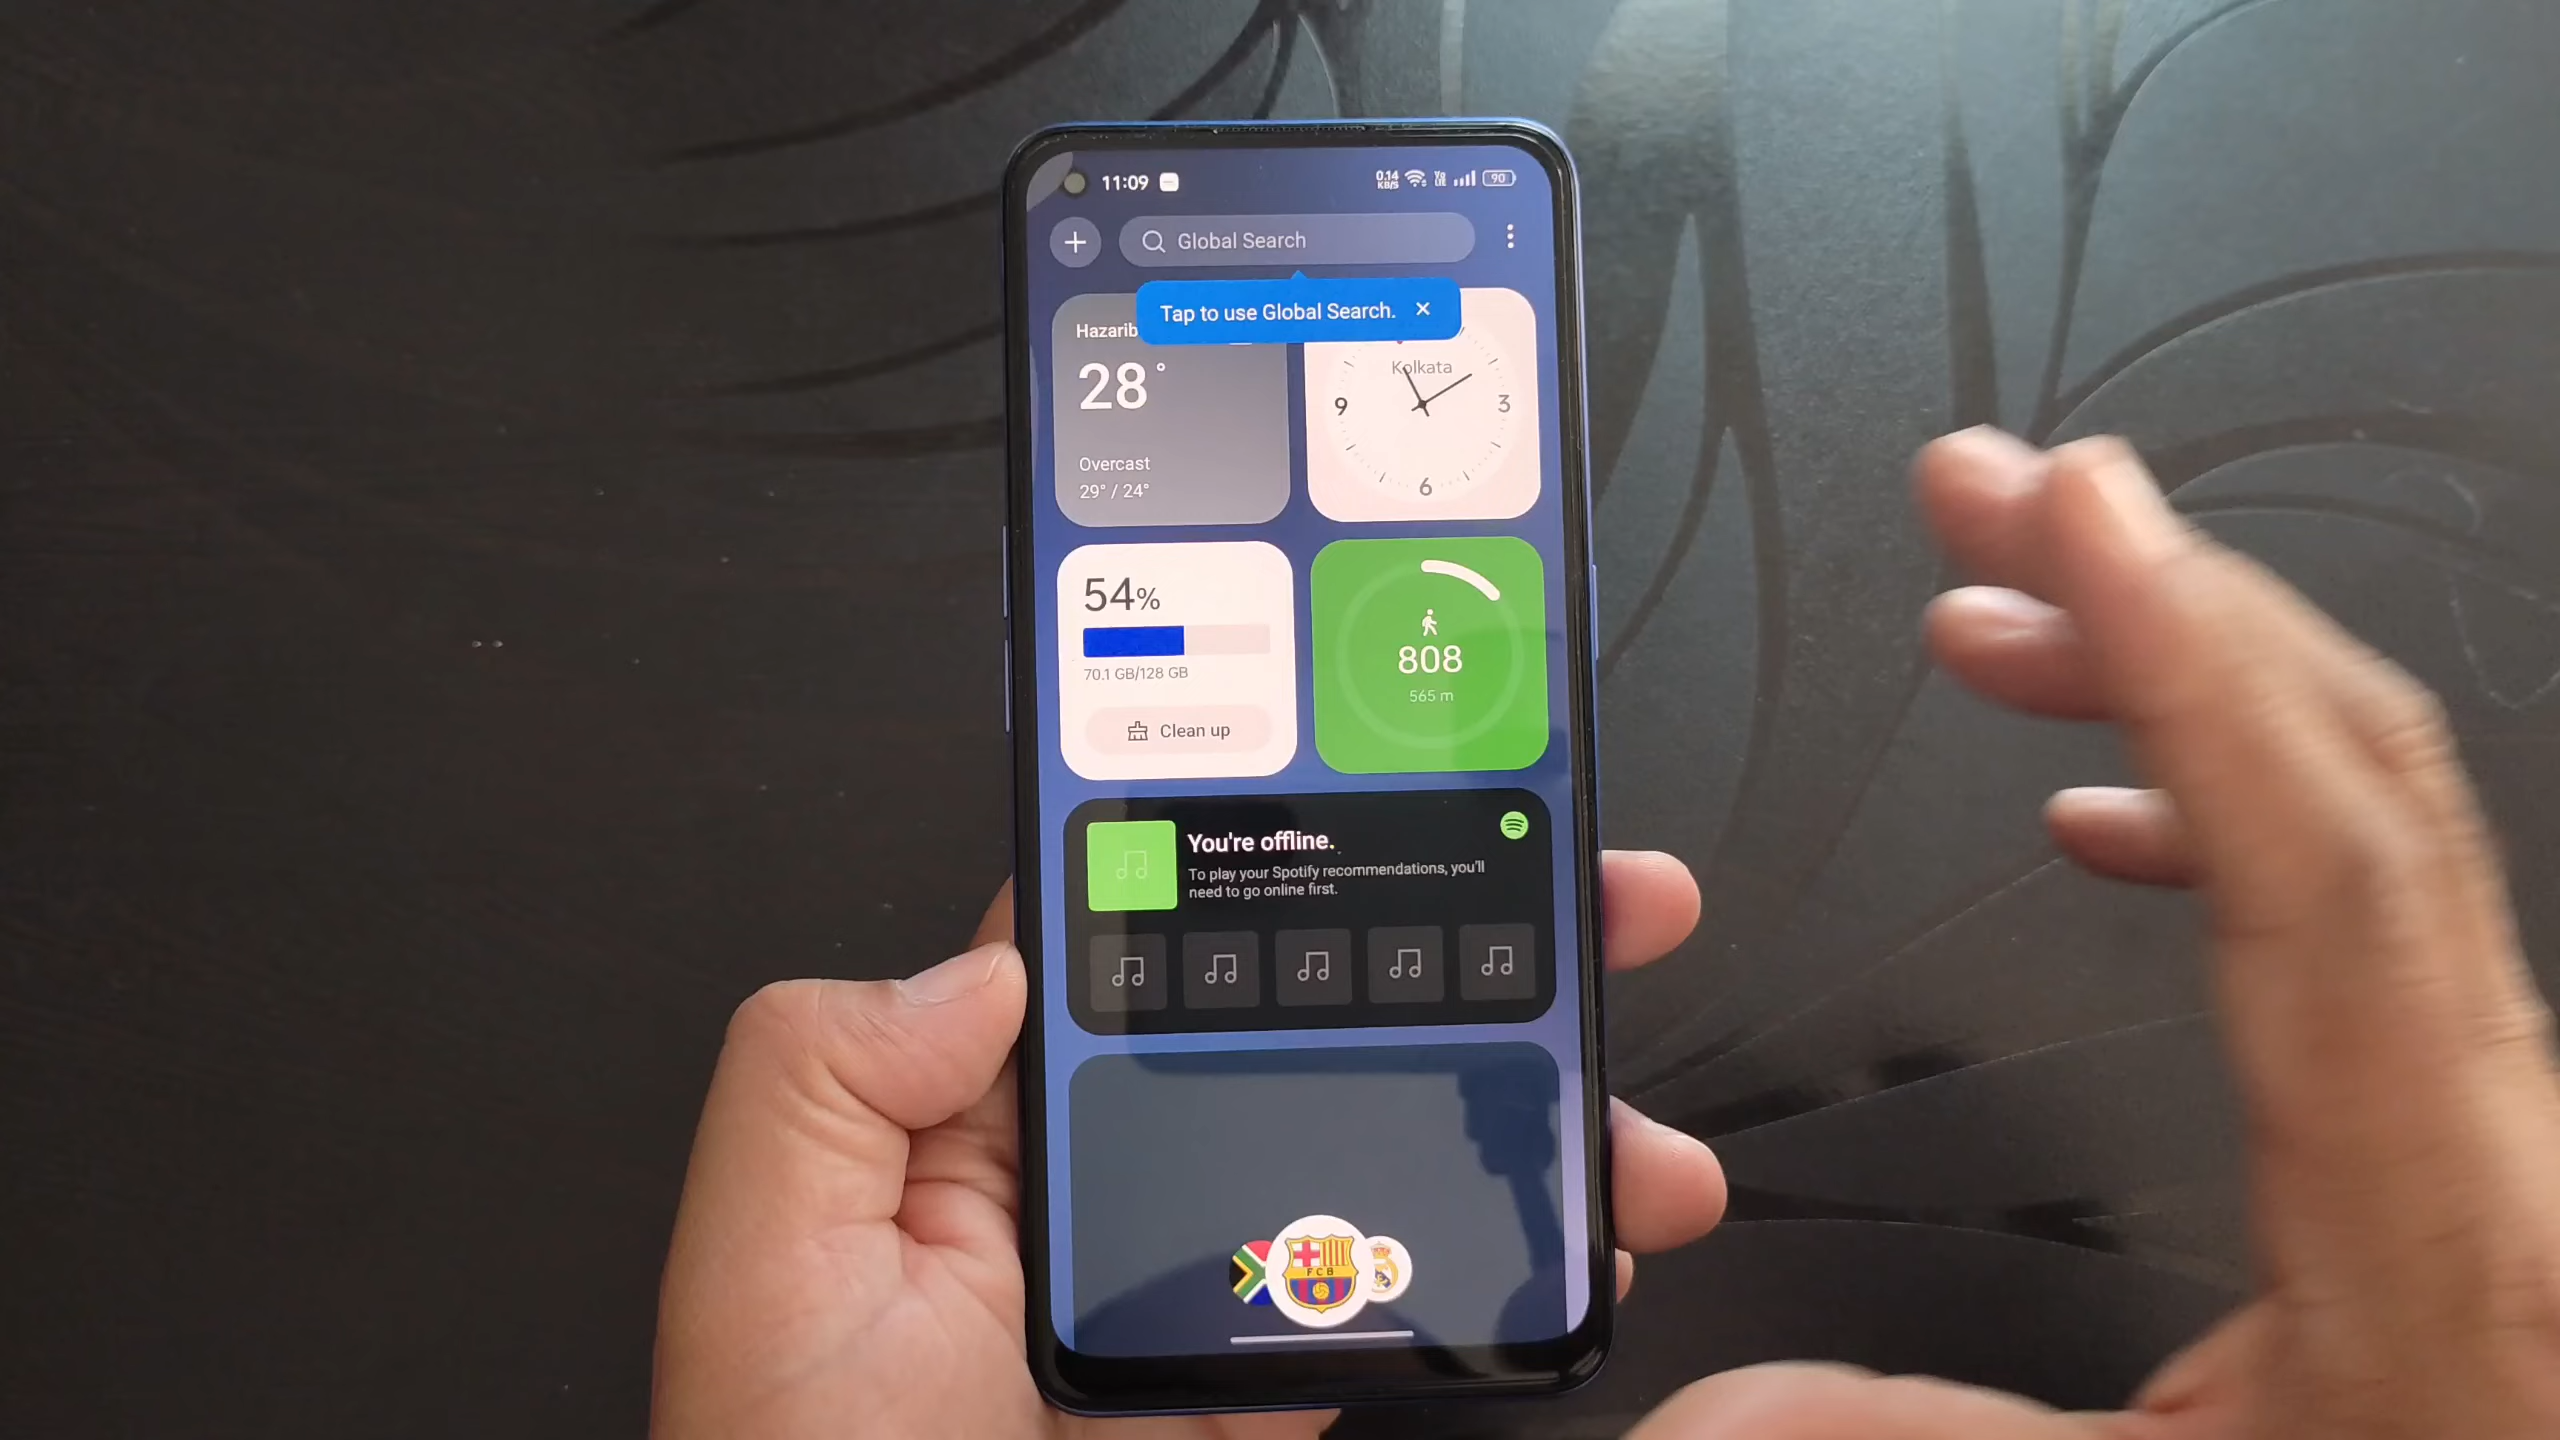 11:09
0.14
KB/S
Vo
LTE
90
Global Search
Tap to use Global Search.
Hazarib
28°
Overcast
29° / 24°
Kolkata
9
3
6
54%
70.1 GB/128 GB
Clean up
808
565 m
You're offline.
To play your Spotify recommendations, you'll
need to go online first.
FCB